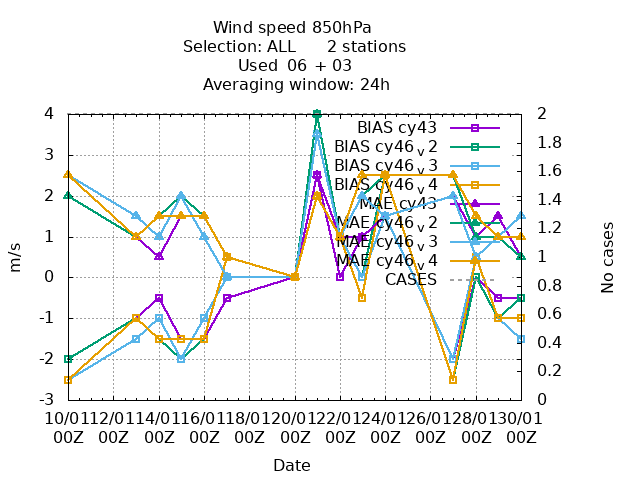 Wind speed 850hPa
Selection: ALL 2 stations
Used 06 + 03
Averaging window: 24h
4
3
2
1
0
-1
-2
-3
m/s
2
1.8
1.6
1.4
1.2
1
0.8
0.6
0.4
0.2
0
No cases
BIAS cy43
BIAS cy46_v2
BIAS cy46_v3
BIAS cy46_v4
MAE cy43
MAE cy46_v2
MAE cy46_v3
MAE cy46_v4
CASES
10/01 12/01 14/01 16/01 18/01 20/01 22/01 24/01 26/01 28/01 30/01
00Z 00Z 00Z 00Z 00Z 00Z 00Z 00Z 00Z 00Z 00Z
Date